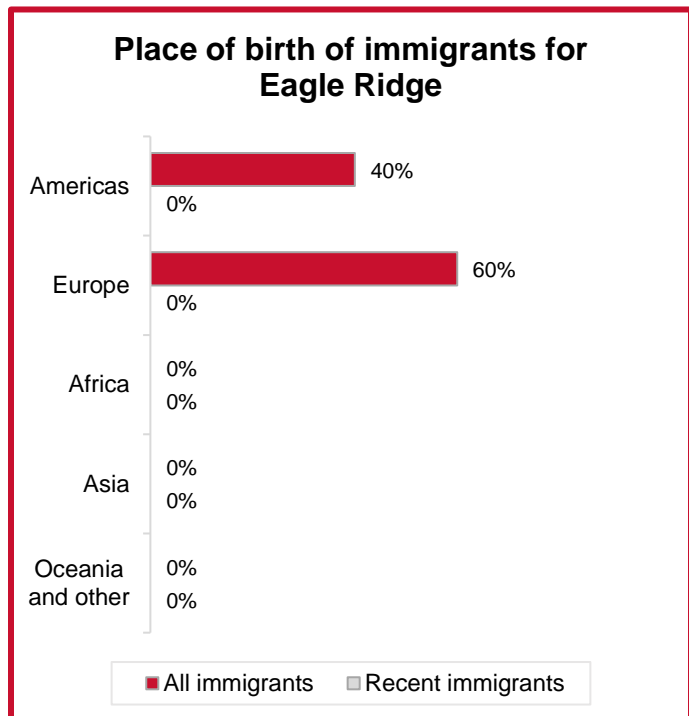 Place of birth of immigrants for
Eagle Ridge
Americas
40%
0%
Europe
60%
0%
Africa
0%
0%
Asia
0%
0%
Oceania
and other
0%
0%
All immigrants Recent immigrants